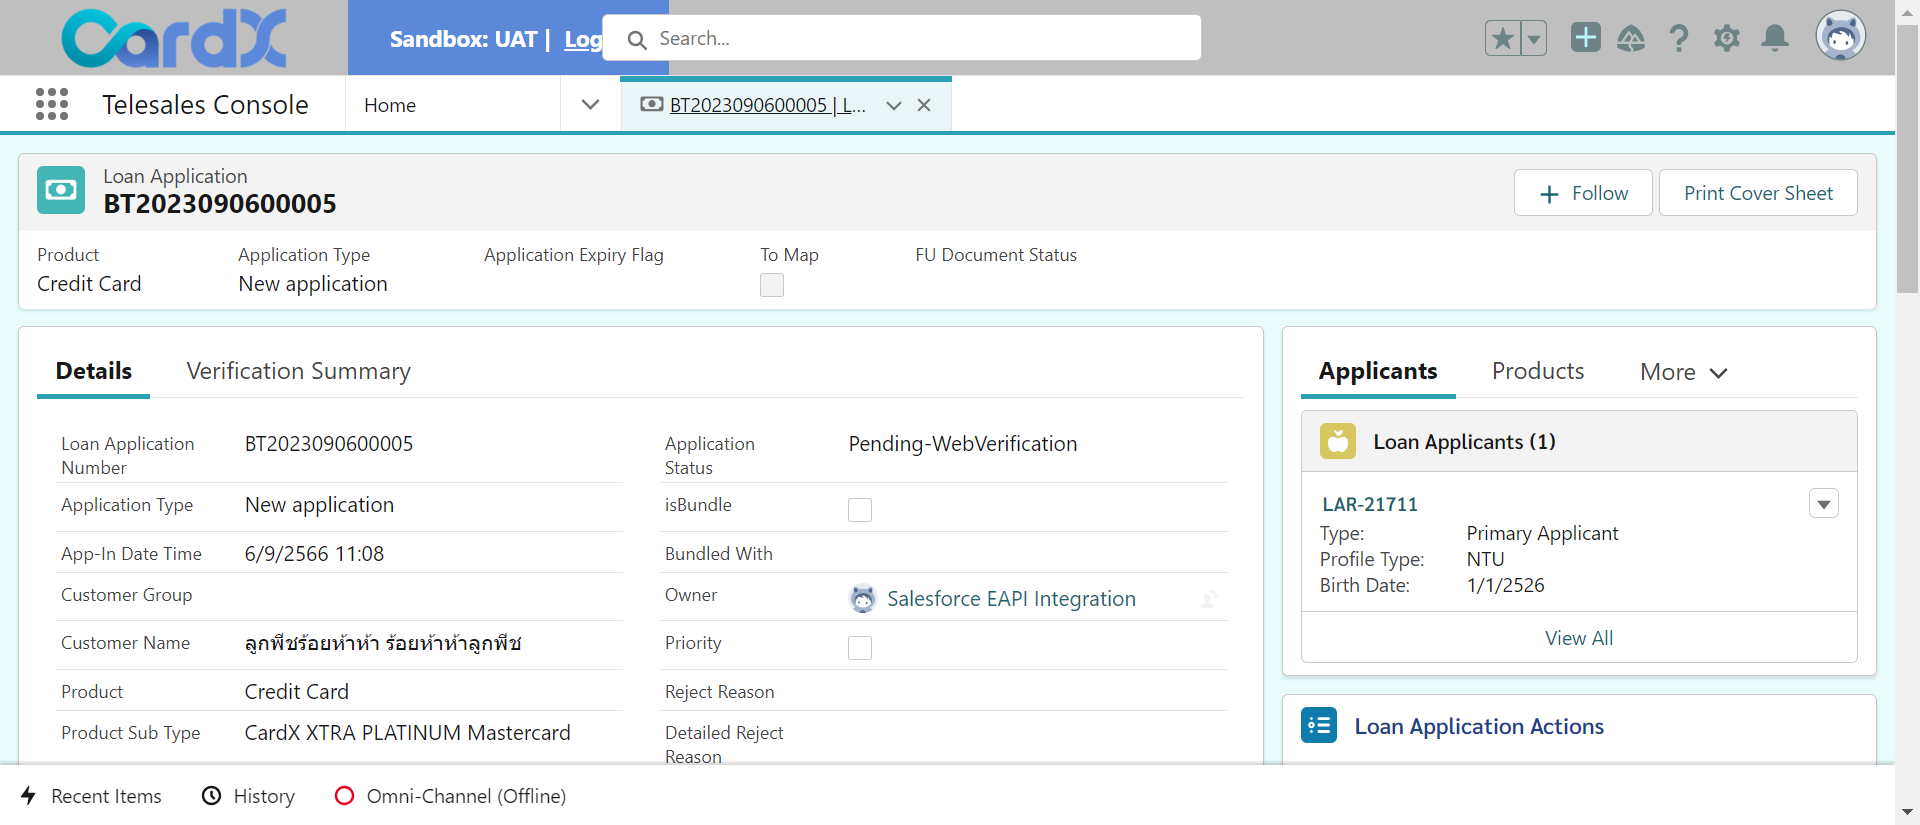 CardX
Sandbox: UAT | Log
Search...
Telesales Console
Home
BT2023090600005 | L...
Loan Application
BT2023090600005
Follow
Print Cover Sheet
Product
Application Type
Application Expiry Flag
To Map
FU Document Status
Credit Card
New application
Details
Verification Summary
Loan Application Number
BT2023090600005
Application Status
Pending-WebVerification
Application Type
New application
isBundle
App-In Date Time
6/9/2566 11:08
Bundled With
Customer Group
Owner
Salesforce EAPI Integration
Customer Name
ลูกพีชร้อยห้าห้า ร้อยห้าห้าลูกพีช
Priority
Product
Credit Card
Reject Reason
Product Sub Type
CardX XTRA PLATINUM Mastercard
Detailed Reject Reason
Applicants
Products
More
Loan Applicants (1)
LAR-21711
Type:
Primary Applicant
Profile Type:
NTU
Birth Date:
1/1/2526
View All
Loan Application Actions
Recent Items
History
Omni-Channel (Offline)